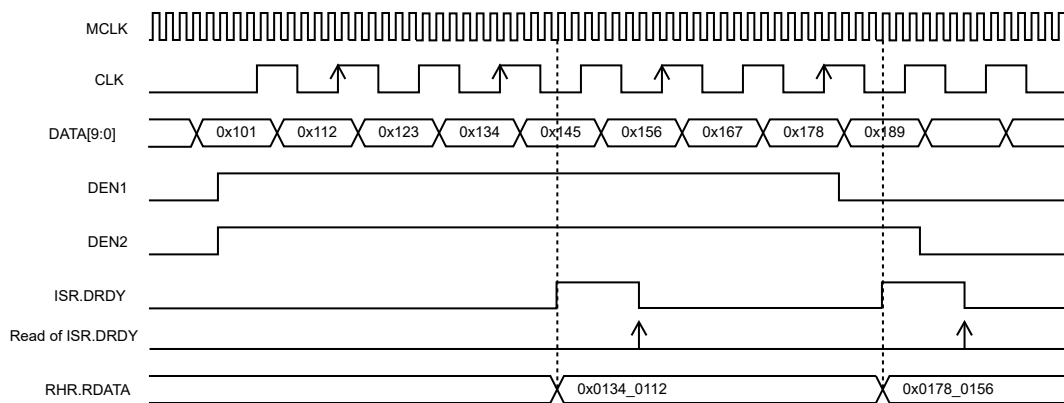 MCLK
CLK
DATA[9:0] 0x101 0x112 0x123 0x134 0x145 0x156 0x167 0x178 0x189
DEN1
DEN2
ISR.DRDY
Read of ISR.DRDY
RHR.RDATA 0x0134_0112 0x0178_0156